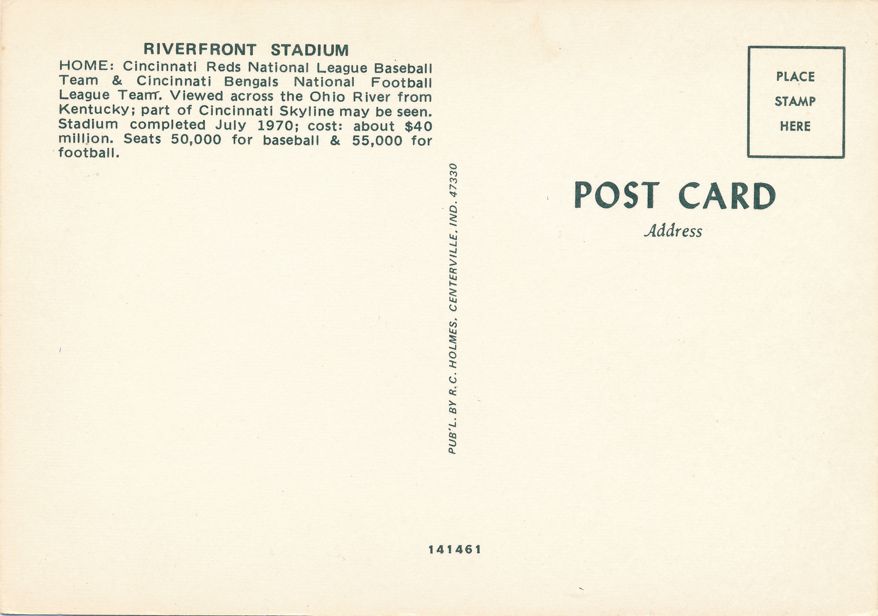 RIVERFRONT STADIUM
HOME: Cincinnati Reds National League Baseball
Team & Cincinnati Bengals National Football
League Team. Viewed across the Ohio River from
Kentucky; part of Cincinnati Skyline may be seen.
Stadium completed July 1970; cost: about $40
million. Seats 50,000 for baseball & 55,000 for
football.
PUB'L. BY R.C. HOLMES, CENTERVILLE, IND. 47330
PLACE
STAMP
HERE
POST CARD
Address
141461